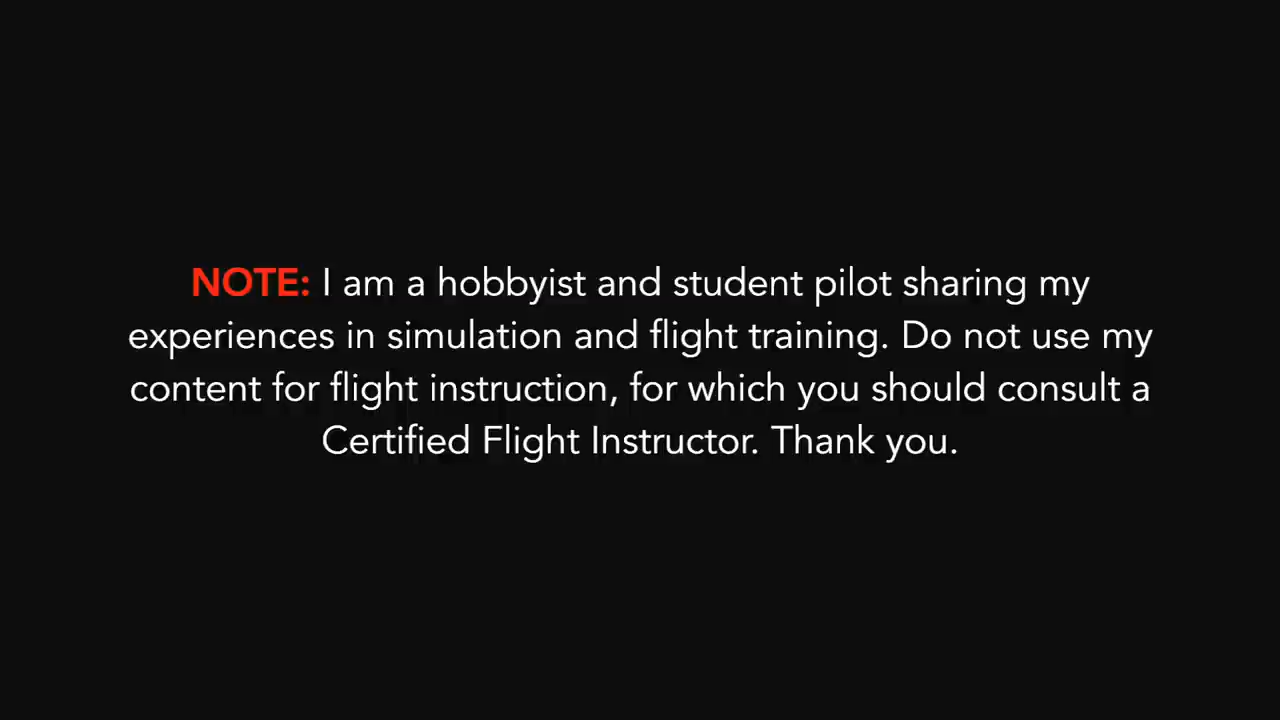 NOTE: I am a hobbyist and student pilot sharing my
experiences in simulation and flight training. Do not use my
content for flight instruction, for which you should consult a
Certified Flight Instructor. Thank you.